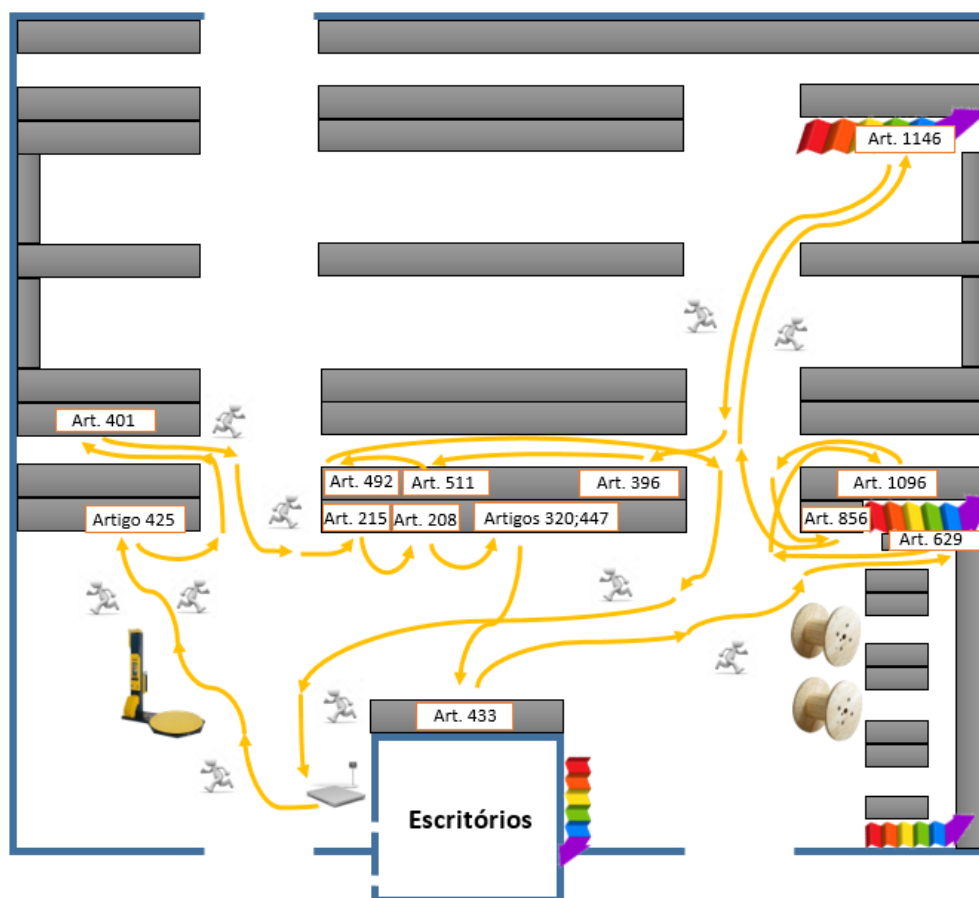 Art. 1146
Art. 401
Art. 492
Art. 511
Art. 396
Art. 1096
Artigo 425
Art. 215
Art. 208
Artigos 320;447
Art. 856
Art. 629
Art. 433
Escritórios